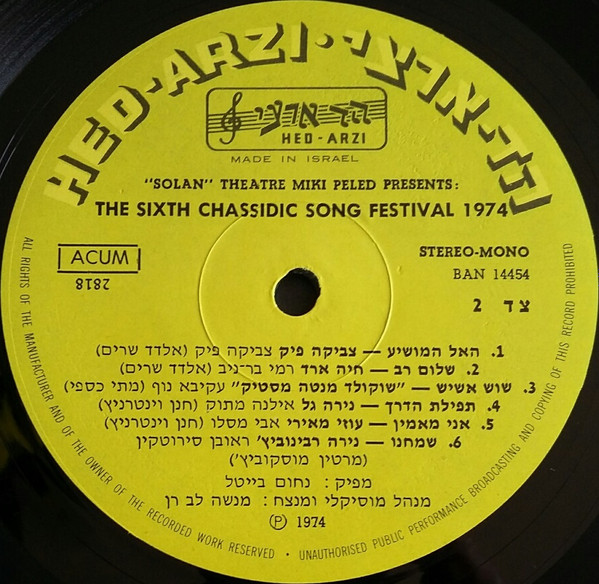 HED-ARZI · הד-ארצי
הד ארצי
HED-ARZI
MADE IN ISRAEL
"SOLAN" THEATRE MIKI PELED PRESENTS:
THE SIXTH CHASSIDIC SONG FESTIVAL 1974
ACUM
2818
STEREO-MONO
BAN 14454
צד 2
1. האל המושיע — צביקה פיק צביקה פיק (אלדד שרים)
2. שלום רב — חיה ארד רמי בר־ניב (אלדד שרים)
3. שוש אשיש — "שוקולד מנטה מסטיק" עקיבא נוף (מתי כספי)
4. תפילת הדרך — נירה גל אילנה מתוק (חנן וינטרניץ)
5. אני מאמין — עוזי מאירי אבי מסלו (חנן וינטרניץ)
6. שמחנו — נירה רבינוביץ' ראובן סירוטקין
(מרטין מוסקוביץ')
מפיק: נחום בייטל
מנהל מוסיקלי ומנצח: מנשה לב רן
Ⓟ 1974
ALL RIGHTS OF THE MANUFACTURER AND OF THE OWNER OF THE RECORDED WORK RESERVED • UNAUTHORISED PUBLIC PERFORMANCE BROADCASTING AND COPYING OF THIS RECORD PROHIBITED